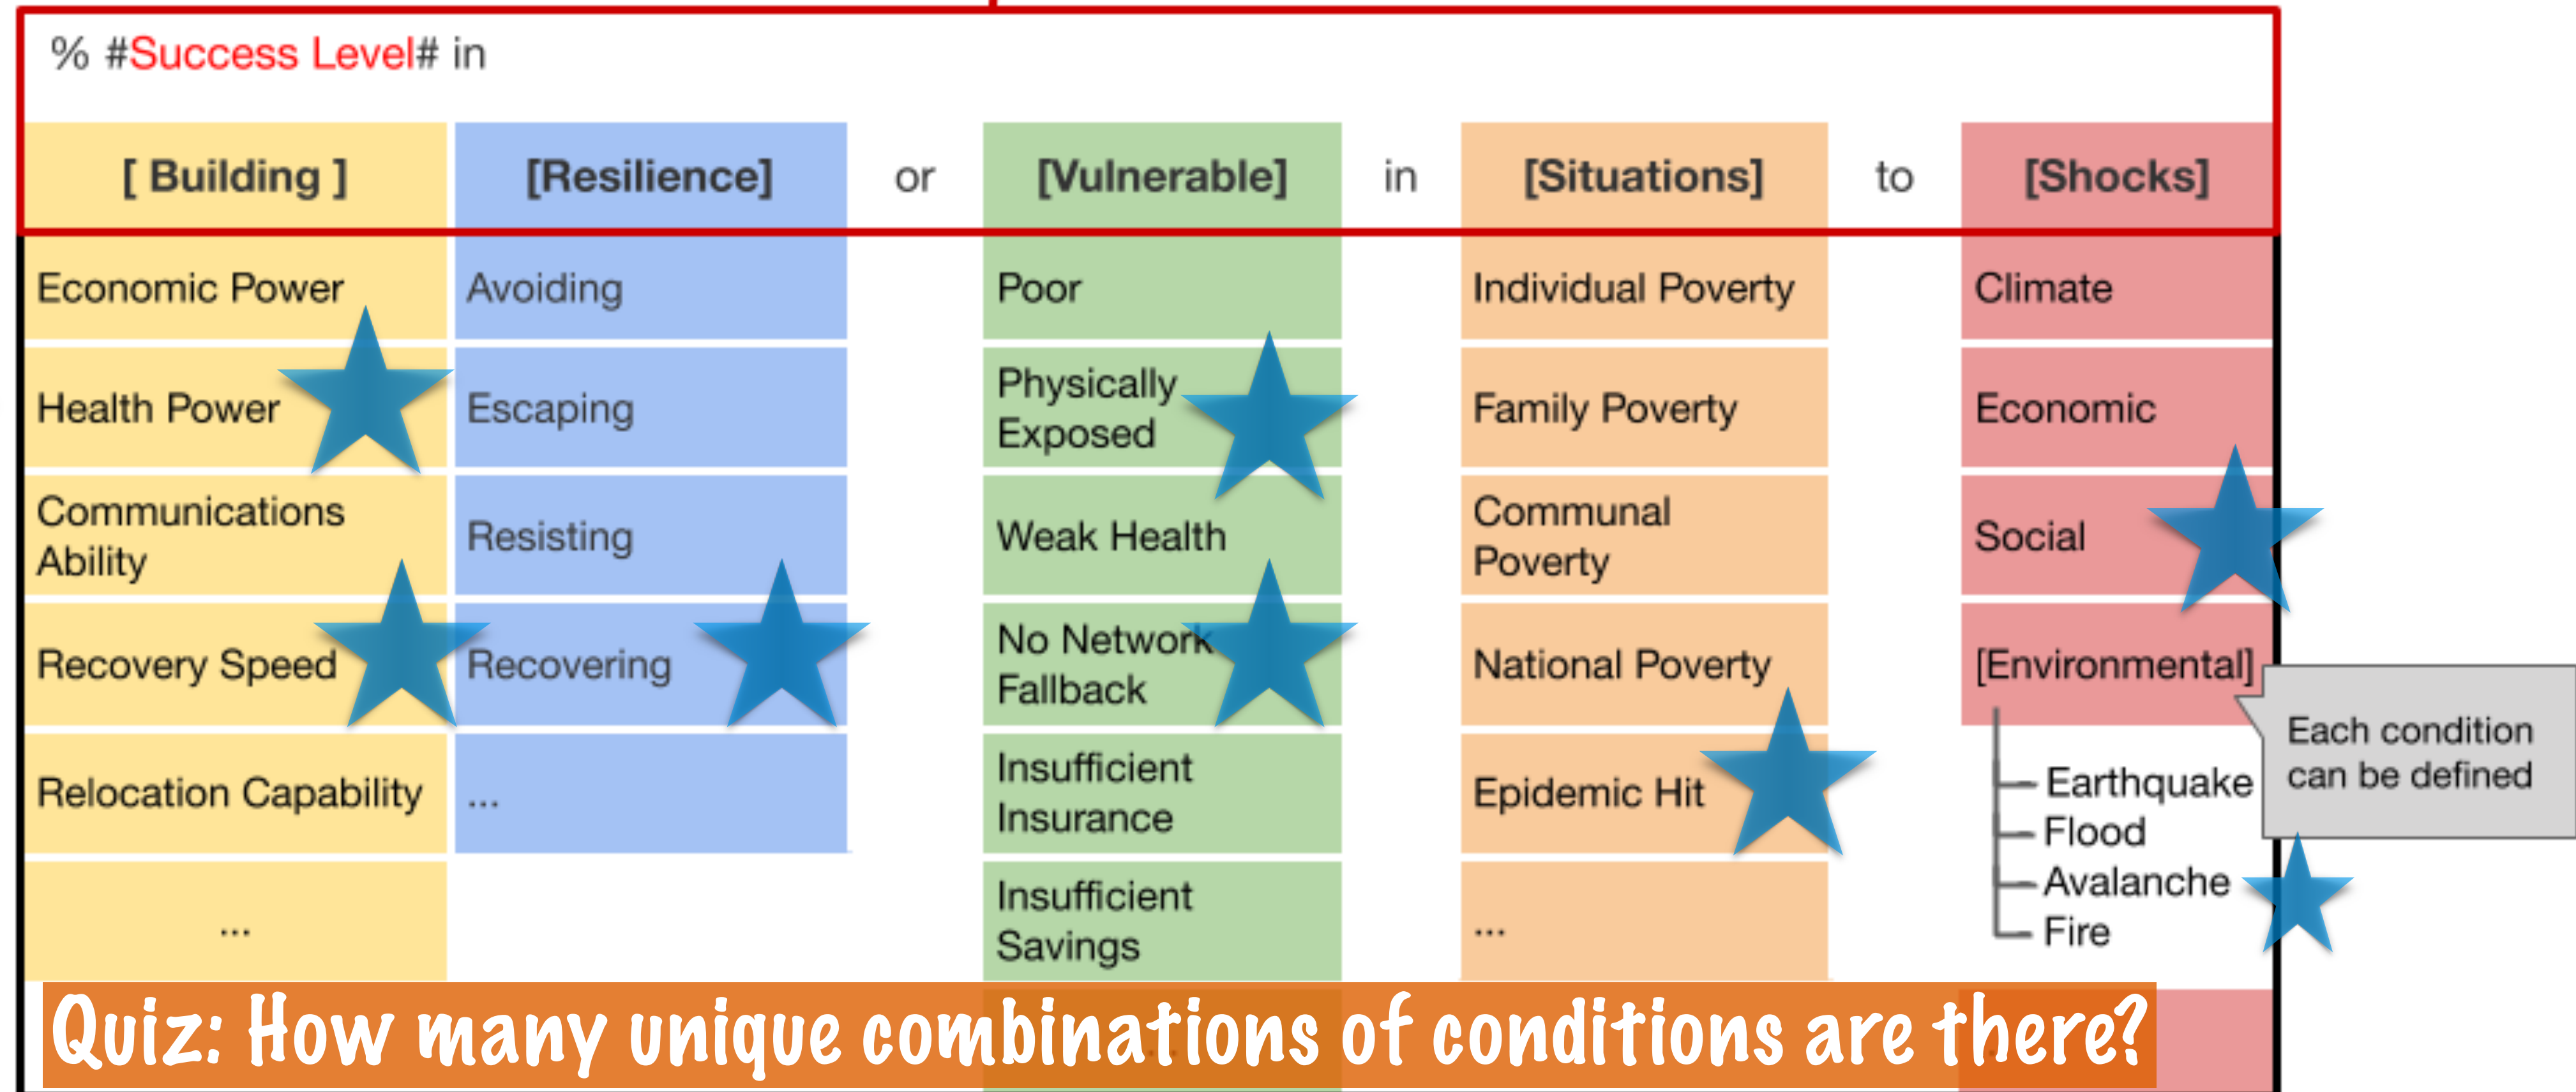 % #Success Level# in
[ Building ]
[Resilience]
or
[Vulnerable]
in
[Situations]
to
[Shocks]
Economic Power
Avoiding
Poor
Individual Poverty
Climate
Health Power
Escaping
Physically
Exposed
Family Poverty
Economic
Communications
Ability
Resisting
Weak Health
Communal
Poverty
Social
Recovery Speed
Recovering
No Network
Fallback
National Poverty
[Environmental]
Each condition
can be defined
Relocation Capability
...
Insufficient
Insurance
Epidemic Hit
Earthquake
Flood
Avalanche
Fire
...
Insufficient
Savings
...
Quiz: How many unique combinations of conditions are there?